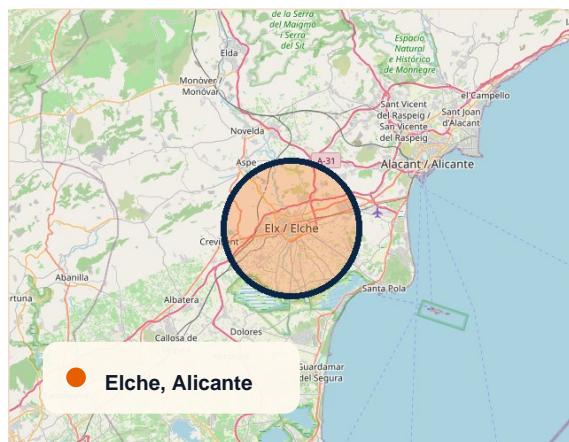 de la Serra
del Maigmó
i Serra
del Sit
Elda
Espacio
Natural
e Històric
de Monnegre
Monòver /
Monóvar
el Campello
Sant Vicent
del Raspeig /
San Vicente
del Raspeig
Sant Joan
d'Alacant
Novelda
Aspe
A-31
Alacant / Alicante
Elx / Elche
Crevillent
Abanilla
Santa Pola
Albatera
Dolores
Callosa de
Guardamar
del Segura
Elche, Alicante